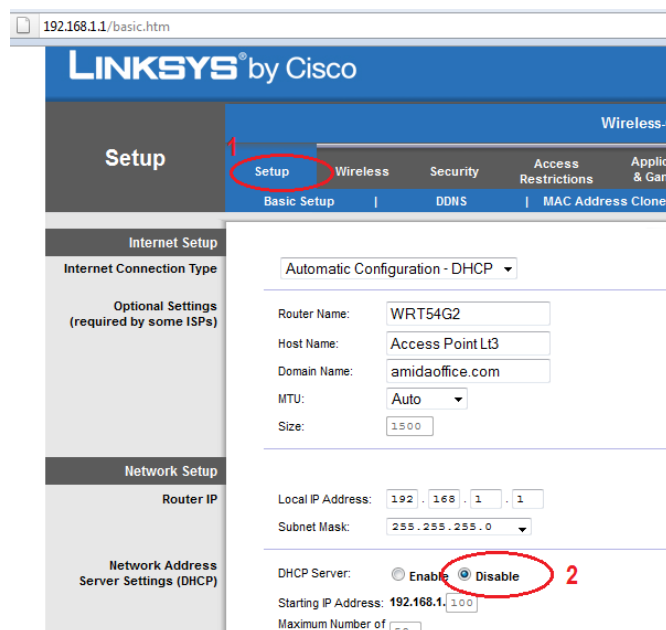 192.168.1.1/basic.htm
LINKSYS® by Cisco
Wireless-
1
Setup
Setup Wireless Security Access Restrictions Applic & Gar
Basic Setup | DDNS | MAC Address Clone
Internet Setup
Internet Connection Type Automatic Configuration - DHCP
Optional Settings
(required by some ISPs)
Router Name: WRT54G2
Host Name: Access Point Lt3
Domain Name: amidaoffice.com
MTU: Auto
Size: 1500
Network Setup
Router IP Local IP Address: 192 . 168 . 1 . 1
Subnet Mask: 255.255.255.0
Network Address
Server Settings (DHCP)
DHCP Server: Enable Disable 2
Starting IP Address: 192.168.1. 100
Maximum Number of